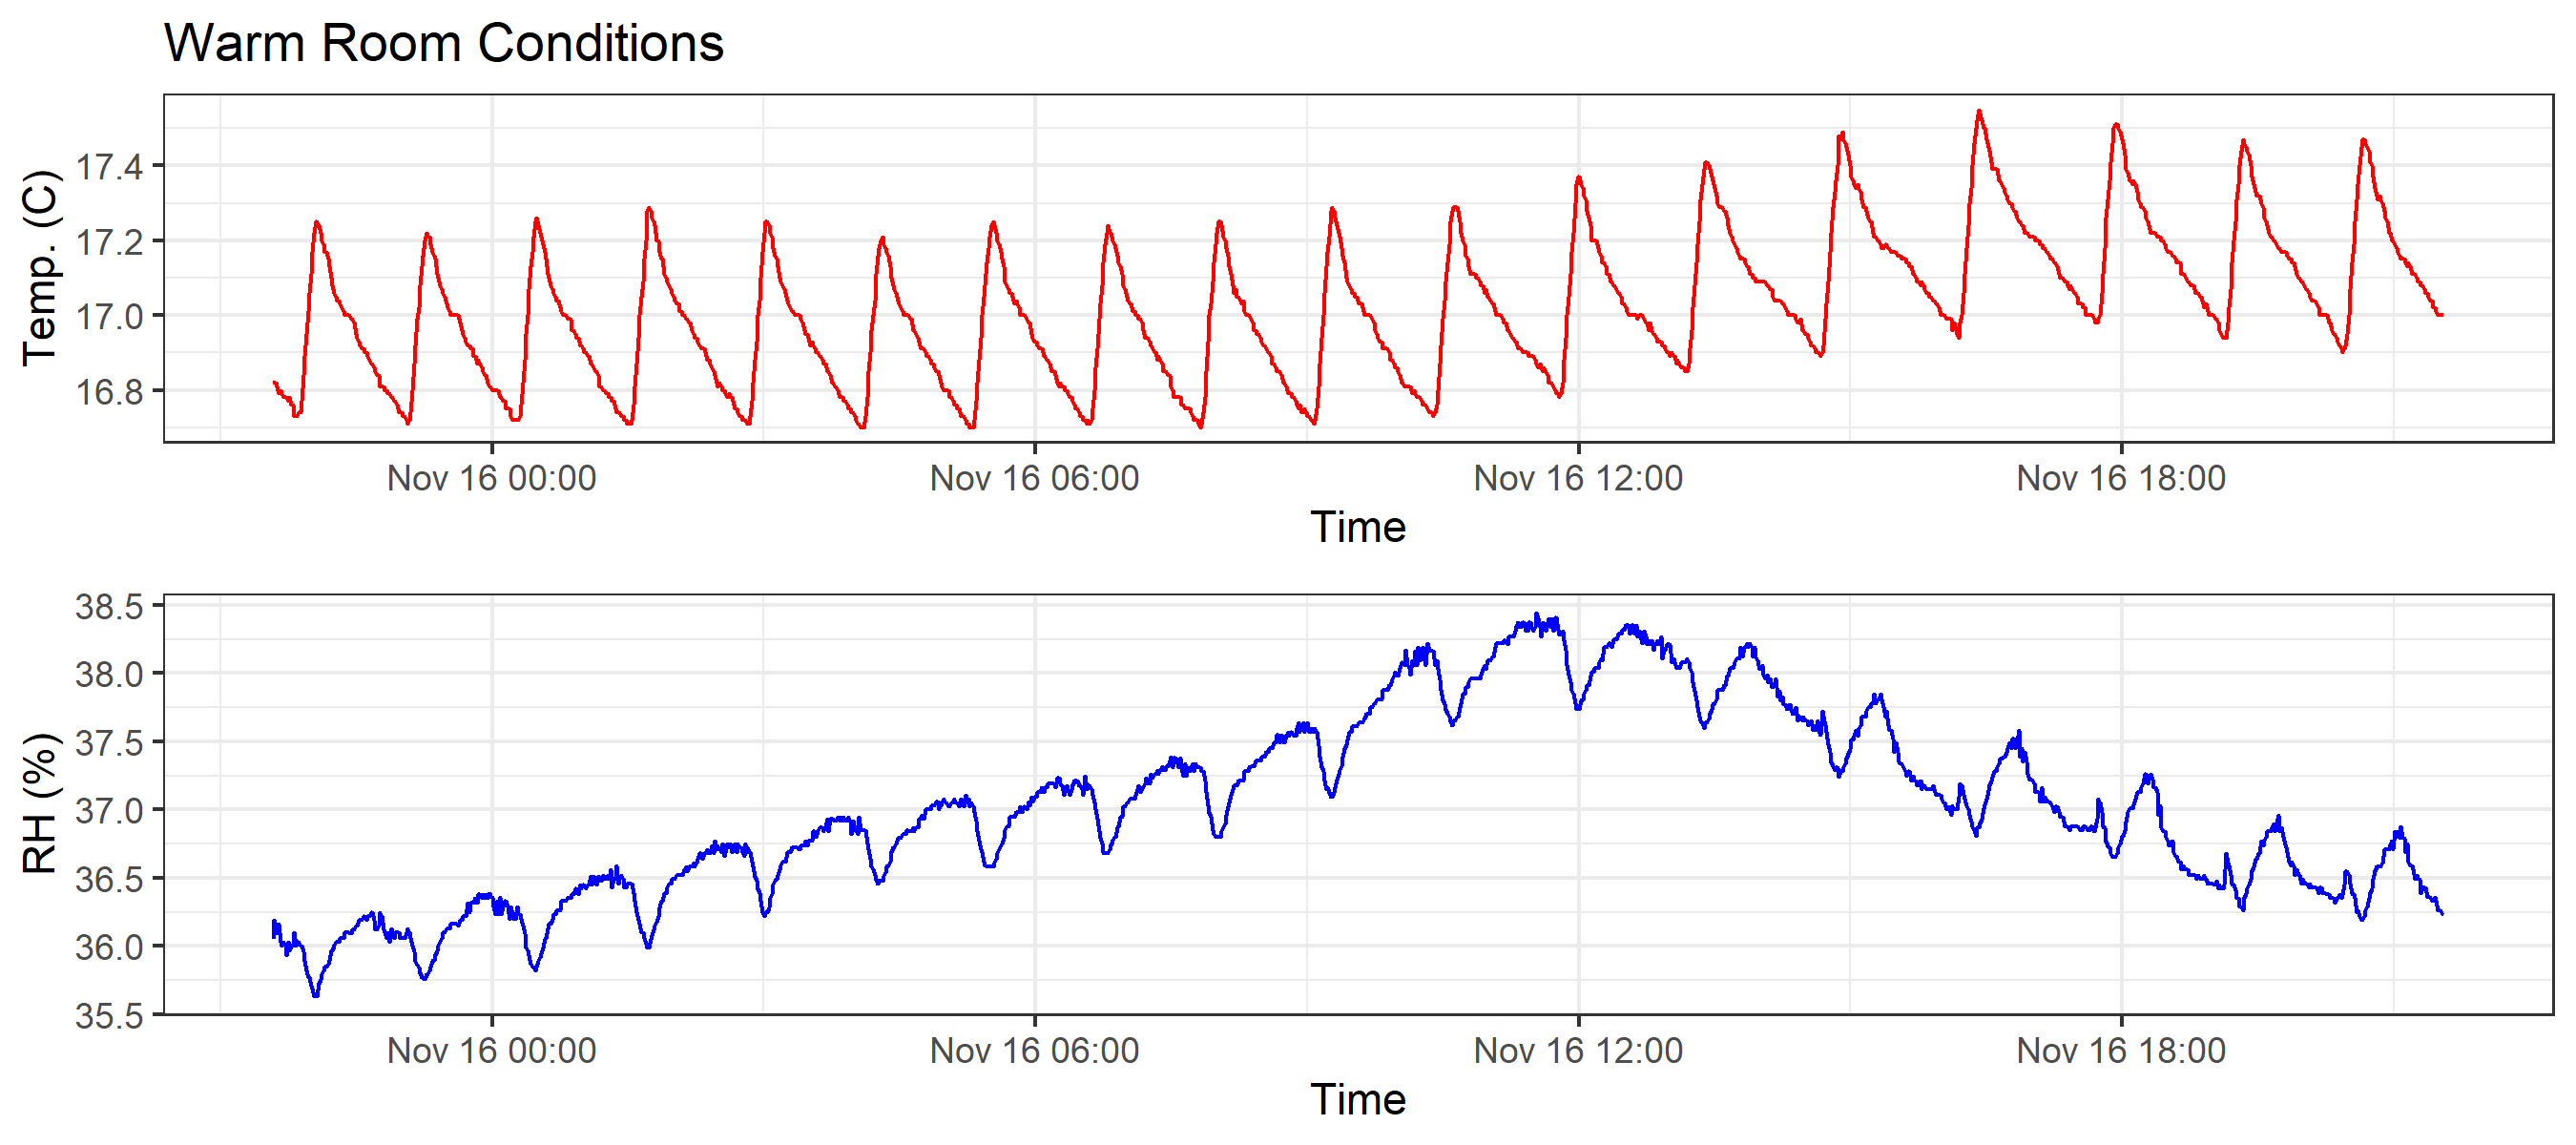 Warm Room Conditions
Temp. (C)
17.4
17.2
17.0
16.8
Nov 16 00:00 Nov 16 06:00 Nov 16 12:00 Nov 16 18:00
Time
RH (%)
38.5
38.0
37.5
37.0
36.5
36.0
35.5
Nov 16 00:00 Nov 16 06:00 Nov 16 12:00 Nov 16 18:00
Time